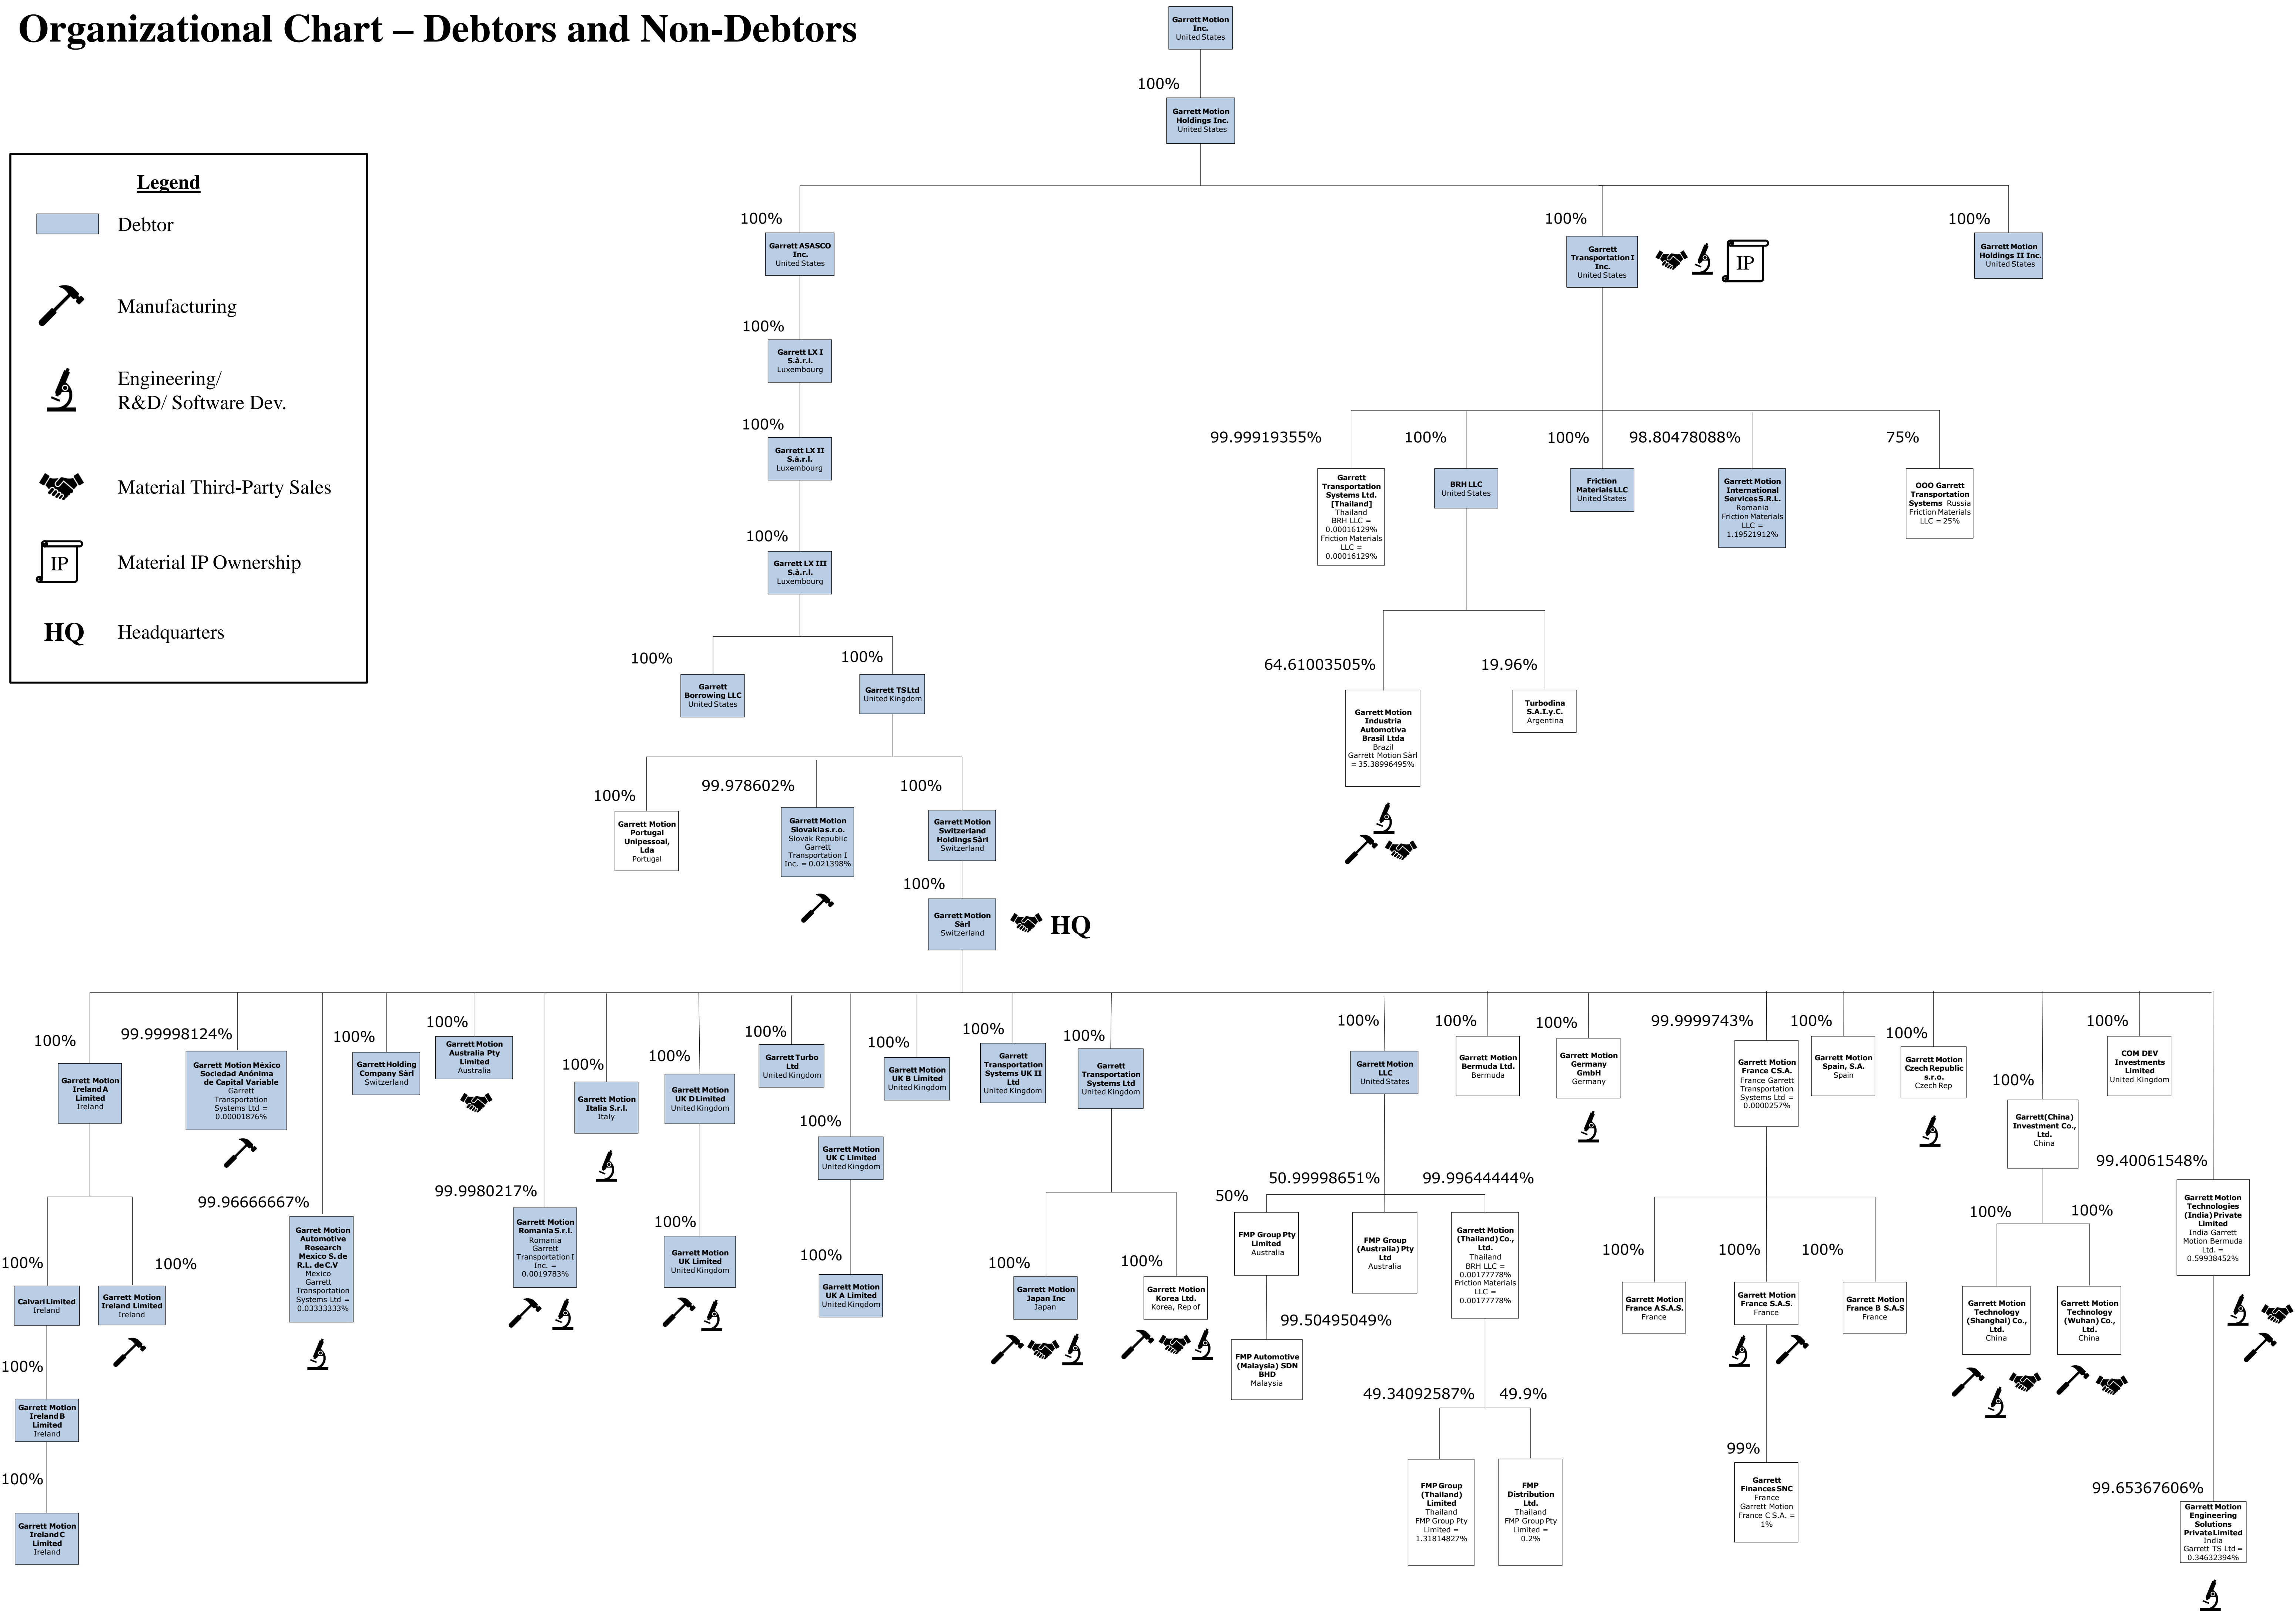 Organizational Chart – Debtors and Non-Debtors
Garrett Motion
Inc.
United States
100%
Garrett Motion
Holdings Inc.
United States
Legend
Debtor
Manufacturing
Engineering/
R&D/ Software Dev.
Material Third-Party Sales
IP
Material IP Ownership
HQ
Headquarters
100%
Garrett ASASCO
Inc.
United States
100%
Garrett
Transportation I
Inc.
United States
IP
100%
Garrett Motion
Holdings II Inc.
United States
100%
Garrett LX I
S.à.r.l.
Luxembourg
100%
Garrett LX II
S.à.r.l.
Luxembourg
100%
Garrett LX III
S.à.r.l.
Luxembourg
99.99919355%
Garrett
Transportation
Systems Ltd.
[Thailand]
Thailand
BRH LLC =
0.00016129%
Friction Materials
LLC =
0.00016129%
100%
BRH LLC
United States
100%
Friction
Materials LLC
United States
98.80478088%
Garrett Motion
International
Services S.R.L.
Romania
Friction Materials
LLC =
1.19521912%
75%
OOO Garrett
Transportation
Systems Russia
Friction Materials
LLC = 25%
100%
Garrett
Borrowing LLC
United States
100%
Garrett TS Ltd
United Kingdom
64.61003505%
Garrett Motion
Industria
Automotiva
Brasil Ltda
Brazil
Garrett Motion Sàrl
= 35.38996495%
19.96%
Turbodina
S.A.I.y.C.
Argentina
100%
Garrett Motion
Portugal
Unipessoal,
Lda
Portugal
99.978602%
Garrett Motion
Slovakia s.r.o.
Slovak Republic
Garrett
Transportation I
Inc. = 0.021398%
100%
Garrett Motion
Switzerland
Holdings Sàrl
Switzerland
100%
Garrett Motion
Sàrl
Switzerland
HQ
100%
Garrett Motion
Ireland A
Limited
Ireland
99.99998124%
Garrett Motion México
Sociedad Anónima
de Capital Variable
Garrett
Transportation
Systems Ltd =
0.00001876%
99.96666667%
Garret Motion
Automotive
Research
Mexico S. de
R.L. de C.V
Mexico
Garrett
Transportation
Systems Ltd =
0.03333333%
100%
Garrett Holding
Company Sàrl
Switzerland
100%
Garrett Motion
Australia Pty
Limited
Australia
99.9980217%
Garrett Motion
Romania S.r.l.
Romania
Garrett
Transportation I
Inc. =
0.0019783%
100%
Garrett Motion
Italia S.r.l.
Italy
100%
Garrett Motion
UK D Limited
United Kingdom
100%
Garrett Motion
UK Limited
United Kingdom
100%
Garrett Turbo
Ltd
United Kingdom
100%
Garrett Motion
UK C Limited
United Kingdom
100%
Garrett Motion
UK A Limited
United Kingdom
100%
Garrett Motion
UK B Limited
United Kingdom
100%
Garrett
Transportation
Systems UK II
Ltd
United Kingdom
100%
Garrett
Transportation
Systems Ltd
United Kingdom
100%
Garrett Motion
Japan Inc
Japan
100%
Garrett Motion
Korea Ltd.
Korea, Rep of
100%
Garrett Motion
LLC
United States
50%
FMP Group Pty
Limited
Australia
99.50495049%
FMP Automotive
(Malaysia) SDN
BHD
Malaysia
50.99998651%
FMP Group
(Australia) Pty
Ltd
Australia
99.99644444%
Garrett Motion
(Thailand) Co.,
Ltd.
Thailand
BRH LLC =
0.00177778%
Friction Materials
LLC =
0.00177778%
49.34092587%
FMP Group
(Thailand)
Limited
Thailand
FMP Group Pty
Limited =
1.31814827%
49.9%
FMP
Distribution
Ltd.
Thailand
FMP Group Pty
Limited =
0.2%
100%
Garrett Motion
Bermuda Ltd.
Bermuda
100%
Garrett Motion
Germany
GmbH
Germany
99.9999743%
Garrett Motion
France C S.A.
France Garrett
Transportation
Systems Ltd =
0.0000257%
100%
Garrett Motion
France A S.A.S.
France
100%
Garrett Motion
France S.A.S.
France
100%
Garrett Motion
France B S.A.S
France
99%
Garrett
Finances SNC
France
Garrett Motion
France C S.A. =
1%
100%
Garrett Motion
Spain, S.A.
Spain
100%
Garrett Motion
Czech Republic
s.r.o.
Czech Rep
100%
Garrett (China)
Investment Co.,
Ltd.
China
100%
Garrett Motion
Technology
(Shanghai) Co.,
Ltd.
China
100%
Garrett Motion
Technology
(Wuhan) Co.,
Ltd.
China
100%
COM DEV
Investments
Limited
United Kingdom
99.40061548%
Garrett Motion
Technologies
(India) Private
Limited
India Garrett
Motion Bermuda
Ltd. =
0.59938452%
99.65367606%
Garrett Motion
Engineering
Solutions
Private Limited
India
Garrett TS Ltd =
0.34632394%
100%
Calvari Limited
Ireland
100%
Garrett Motion
Ireland Limited
Ireland
100%
Garrett Motion
Ireland B
Limited
Ireland
100%
Garrett Motion
Ireland C
Limited
Ireland